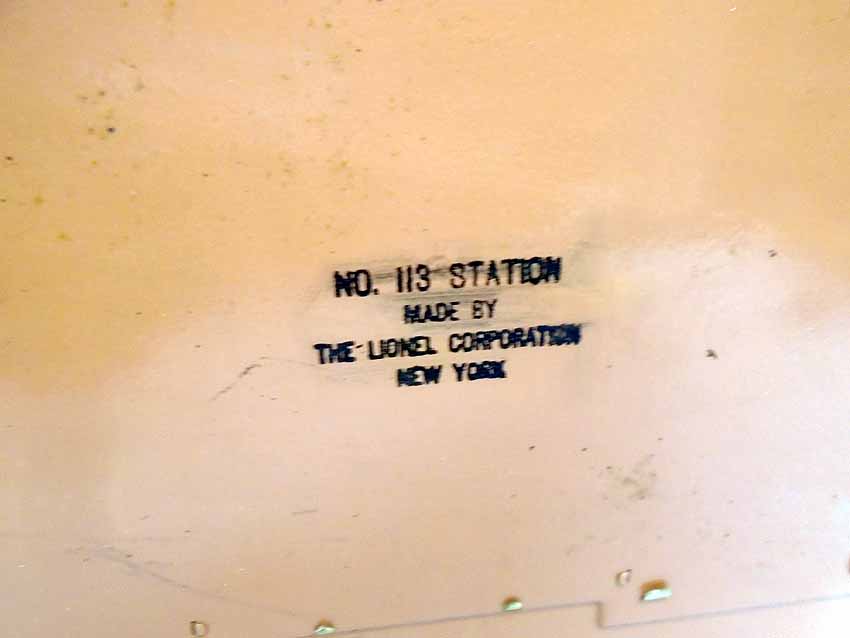 NO. 113 STATION
MADE BY
THE LIONEL CORPORATION
NEW YORK